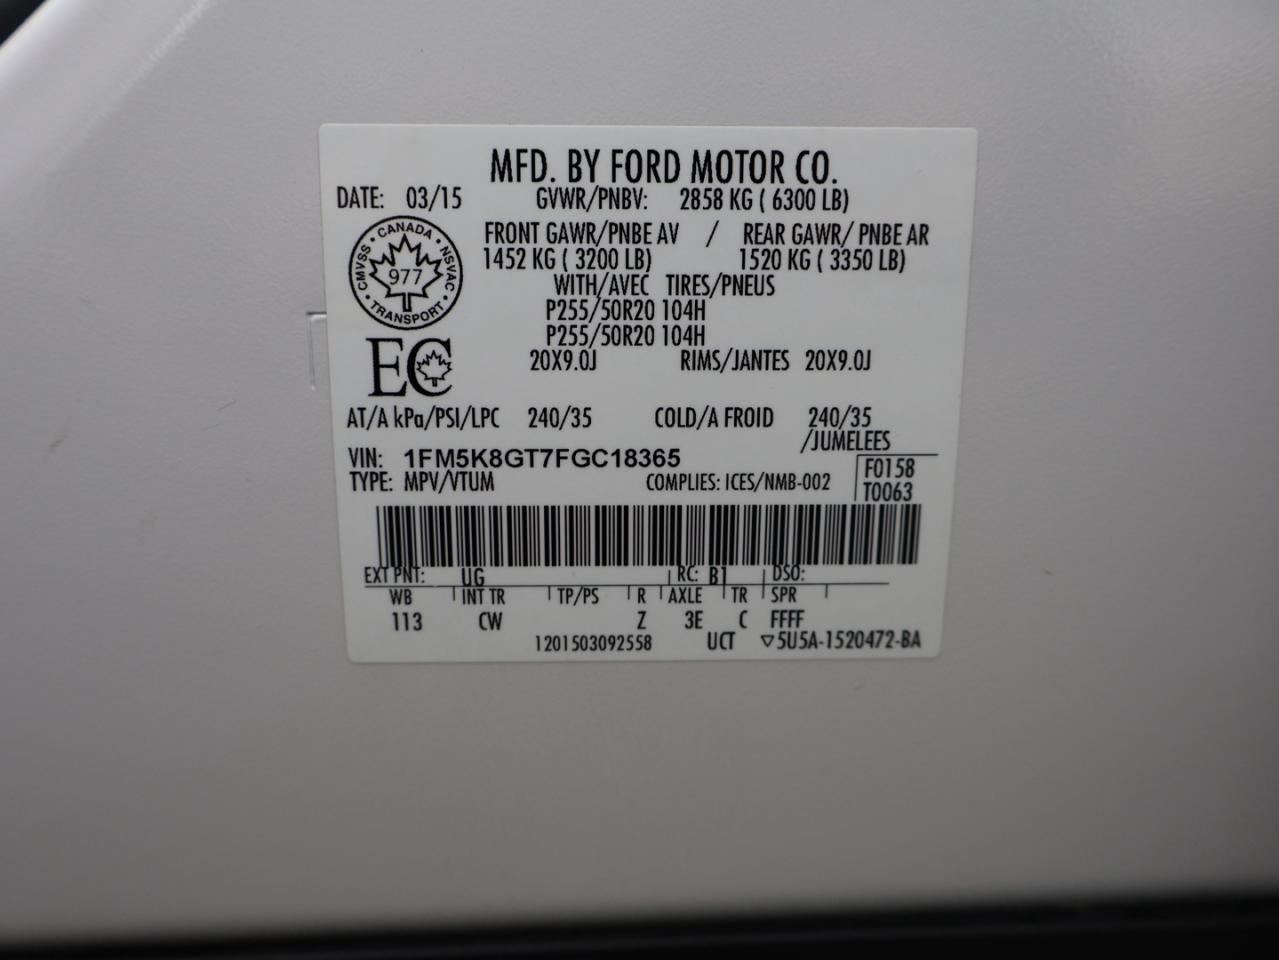 MFD. BY FORD MOTOR CO.
DATE: 03/15 GVWR/PNBV: 2858 KG ( 6300 LB)
FRONT GAWR/PNBE AV / REAR GAWR/ PNBE AR
1452 KG ( 3200 LB) 1520 KG ( 3350 LB)
WITH/AVEC TIRES/PNEUS
P255/50R20 104H
P255/50R20 104H
20X9.0J RIMS/JANTES 20X9.0J
CMVSS • CANADA • NSVAC • TRANSPORT •
977
EC
AT/A kPa/PSI/LPC 240/35 COLD/A FROID 240/35
/JUMELEES
VIN: 1FM5K8GT7FGC18365 F0158
TYPE: MPV/VTUM COMPLIES: ICES/NMB-002 T0063
EXT PNT: UG RC: B1 DSO:
WB INT TR TP/PS R AXLE TR SPR
113 CW Z 3E C FFFF
1201503092558 UCT ▽5U5A-1520472-BA